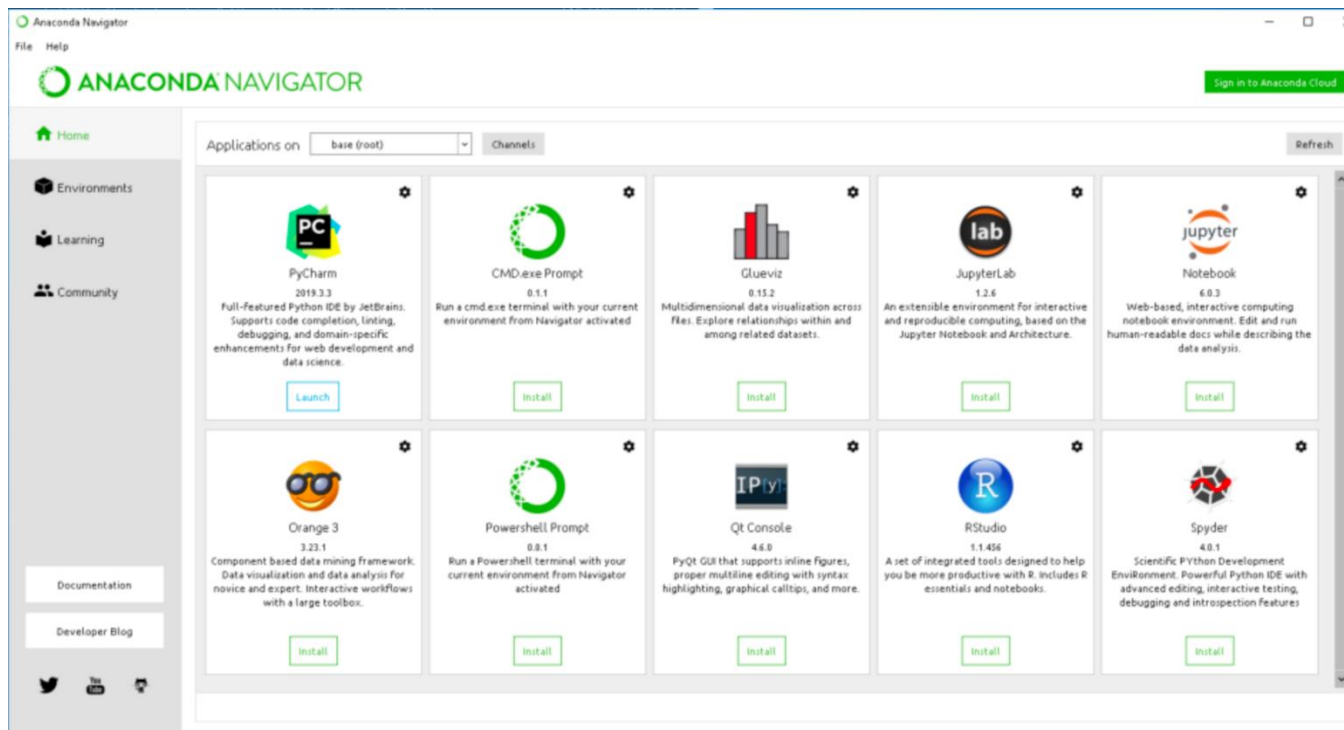 Anaconda Navigator
File Help
ANACONDA NAVIGATOR
Sign in to Anaconda Cloud
Home
Environments
Learning
Community
Documentation
Developer Blog
You
Tube
Applications on base (root) Channels Refresh
PC
PyCharm
2019.3.3
Full-featured Python IDE by JetBrains.
Supports code completion, linting,
debugging, and domain-specific
enhancements for web development and
data science.
Launch
CMD.exe Prompt
0.1.1
Run a cmd.exe terminal with your current
environment from Navigator activated
Install
Glueviz
0.15.2
Multidimensional data visualization across
files. Explore relationships within and
among related datasets.
Install
lab
JupyterLab
1.2.6
An extensible environment for interactive
and reproducible computing, based on the
Jupyter Notebook and Architecture.
Install
jupyter
Notebook
6.0.3
Web-based, interactive computing
notebook environment. Edit and run
human-readable docs while describing the
data analysis.
Install
Orange 3
3.23.1
Component based data mining framework.
Data visualization and data analysis for
novice and expert. Interactive workflows
with a large toolbox.
Install
Powershell Prompt
0.0.1
Run a Powershell terminal with your
current environment from Navigator
activated
Install
IP[y]:
Qt Console
4.6.0
PyQt GUI that supports inline figures,
proper multiline editing with syntax
highlighting, graphical calltips, and more.
Install
R
RStudio
1.1.456
A set of integrated tools designed to help
you be more productive with R. Includes R
essentials and notebooks.
Install
Spyder
4.0.1
Scientific PYthon Development
EnviRonment. Powerful Python IDE with
advanced editing, interactive testing,
debugging and introspection features
Install